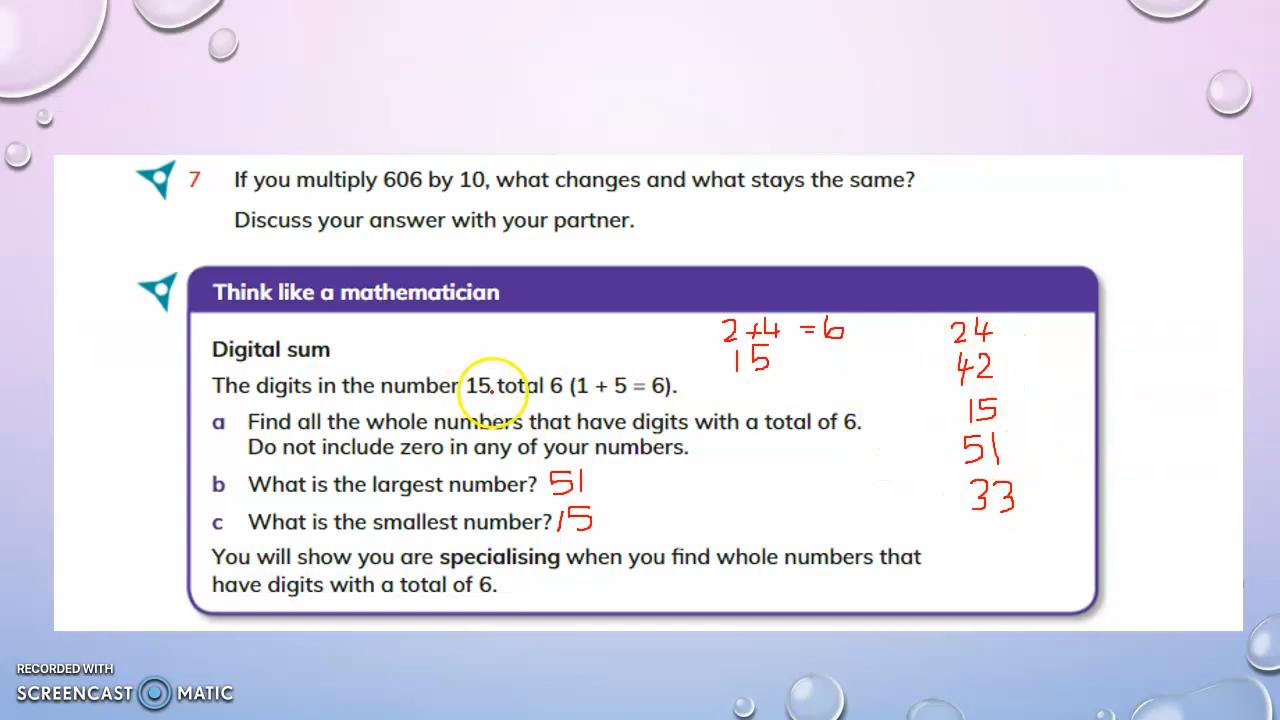 7 If you multiply 606 by 10, what changes and what stays the same?
Discuss your answer with your partner.
Think like a mathematician
2+4 = 6
15
24
42
15
51
33
Digital sum
The digits in the number 15 total 6 (1 + 5 = 6).
a Find all the whole numbers that have digits with a total of 6.
Do not include zero in any of your numbers.
b What is the largest number? 51
c What is the smallest number? 15
You will show you are specialising when you find whole numbers that
have digits with a total of 6.
RECORDED WITH
SCREENCAST MATIC